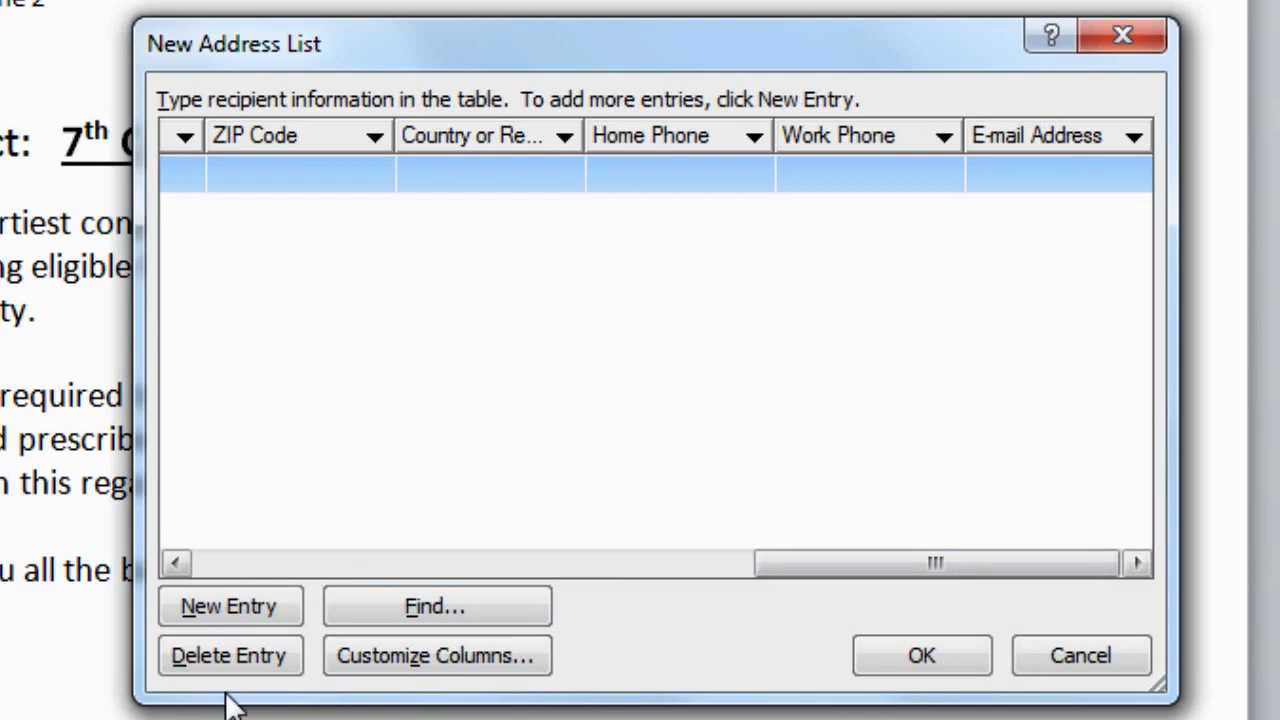 ne 2
New Address List
Type recipient information in the table. To add more entries, click New Entry.
ZIP Code Country or Re... Home Phone Work Phone E-mail Address
ct: 7th
rtiest con
ng eligible
ty.
required
d prescrib
n this rega
u all the b
New Entry Find...
Delete Entry Customize Columns... OK Cancel